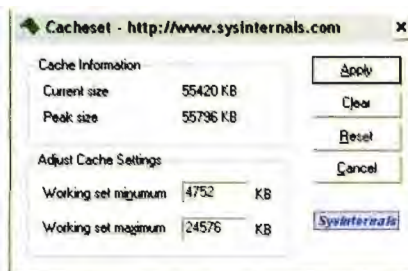 Cacheset - http://www.sysinternals.com x
Cache Information
Current size 55420 KB
Peak size 55796 KB
Adjust Cache Settings
Working set minumum 4752 KB
Working set maximum 24576 KB
Apply
Clear
Reset
Cancel
Sysinternals